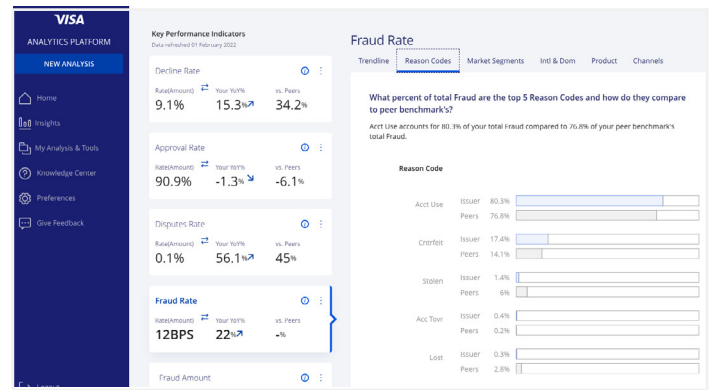 VISA
ANALYTICS PLATFORM
NEW ANALYSIS
Home
Insights
My Analysis & Tools
Knowledge Center
Preferences
Give Feedback
Key Performance Indicators
Data refreshed 01 February 2022
Decline Rate
Rate(Amount) Your YoY% vs. Peers
9.1% 15.3% 34.2%
Approval Rate
Rate(Amount) Your YoY% vs. Peers
90.9% -1.3% -6.1%
Disputes Rate
Rate(Amount) Your YoY% vs. Peers
0.1% 56.1% 45%
Fraud Rate
Rate(Amount) Your YoY% vs. Peers
12BPS 22% -%
Fraud Amount
Fraud Rate
Trendline Reason Codes Market Segments Intl & Dom Product Channels
What percent of total Fraud are the top 5 Reason Codes and how do they compare
to peer benchmark's?
Acct Use accounts for 80.3% of your total Fraud compared to 76.8% of your peer benchmark's
total Fraud.
Reason Code
Acct Use
Issuer 80.3%
Peers 76.8%
Cntrfeit
Issuer 17.4%
Peers 14.1%
Stolen
Issuer 1.4%
Peers 6%
Acc Tovr
Issuer 0.4%
Peers 0.2%
Lost
Issuer 0.3%
Peers 2.8%